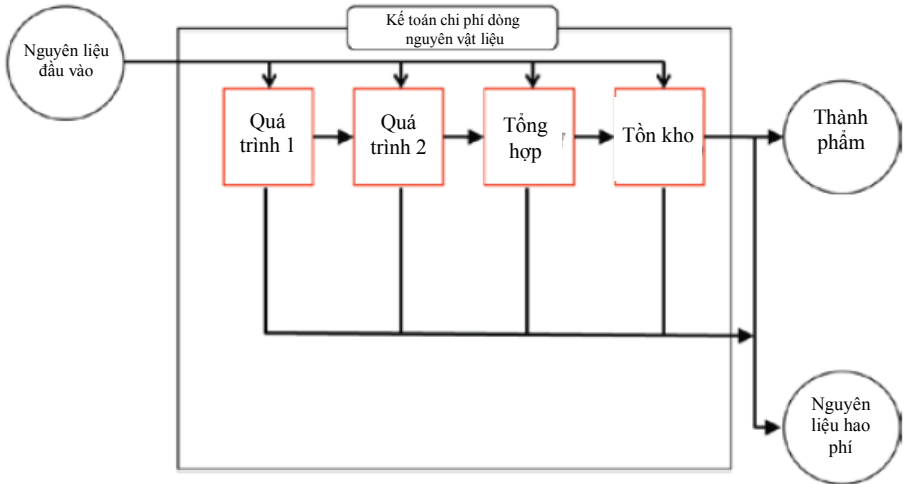 Kế toán chi phí dòng
nguyên vật liệu
Nguyên liệu
đầu vào
Quá
trình 1
Quá
trình 2
Tổng
hợp
Tồn kho
Thành
phẩm
Nguyên
liệu hao
phí